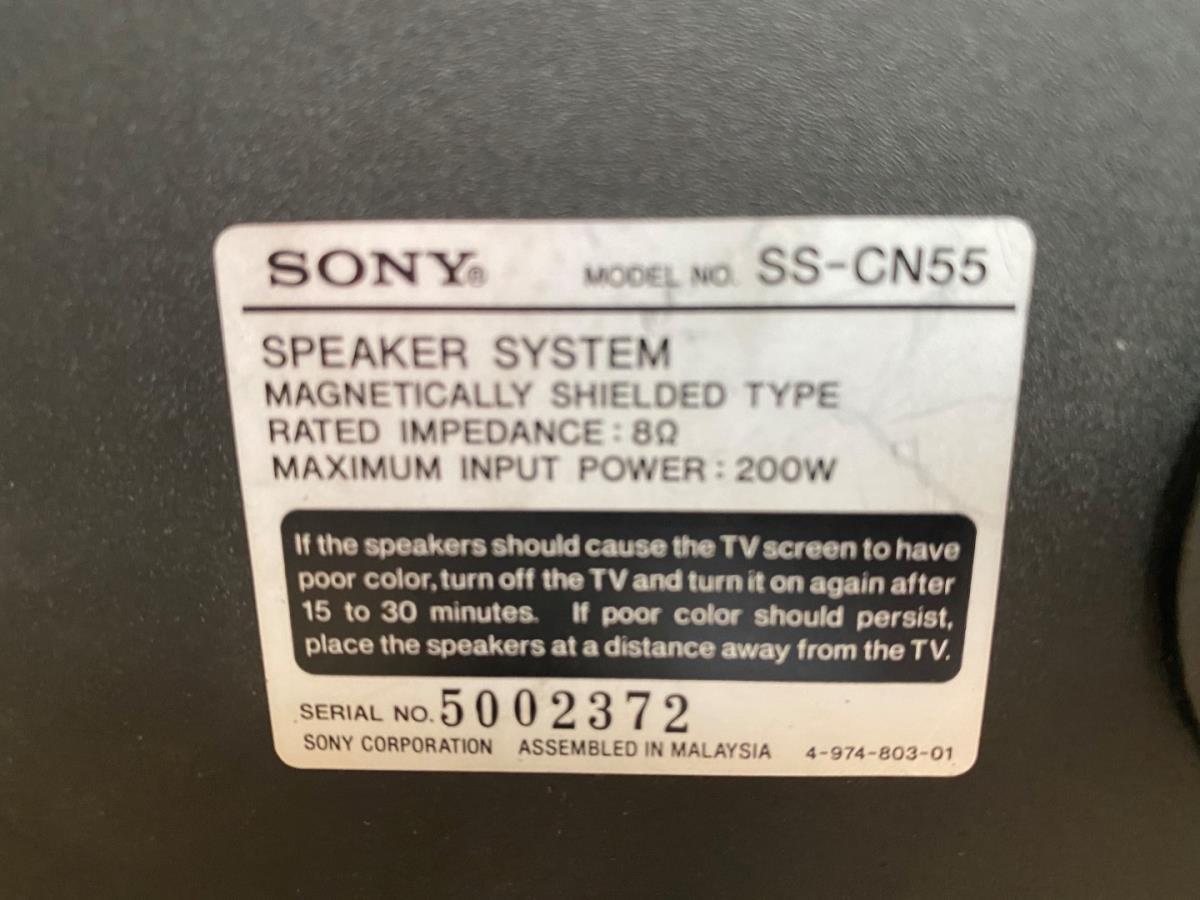 SONY® MODEL NO. SS-CN55
SPEAKER SYSTEM
MAGNETICALLY SHIELDED TYPE
RATED IMPEDANCE : 8Ω
MAXIMUM INPUT POWER : 200W
If the speakers should cause the TV screen to have
poor color, turn off the TV and turn it on again after
15 to 30 minutes. If poor color should persist,
place the speakers at a distance away from the TV.
SERIAL NO. 5002372
SONY CORPORATION ASSEMBLED IN MALAYSIA 4-974-803-01